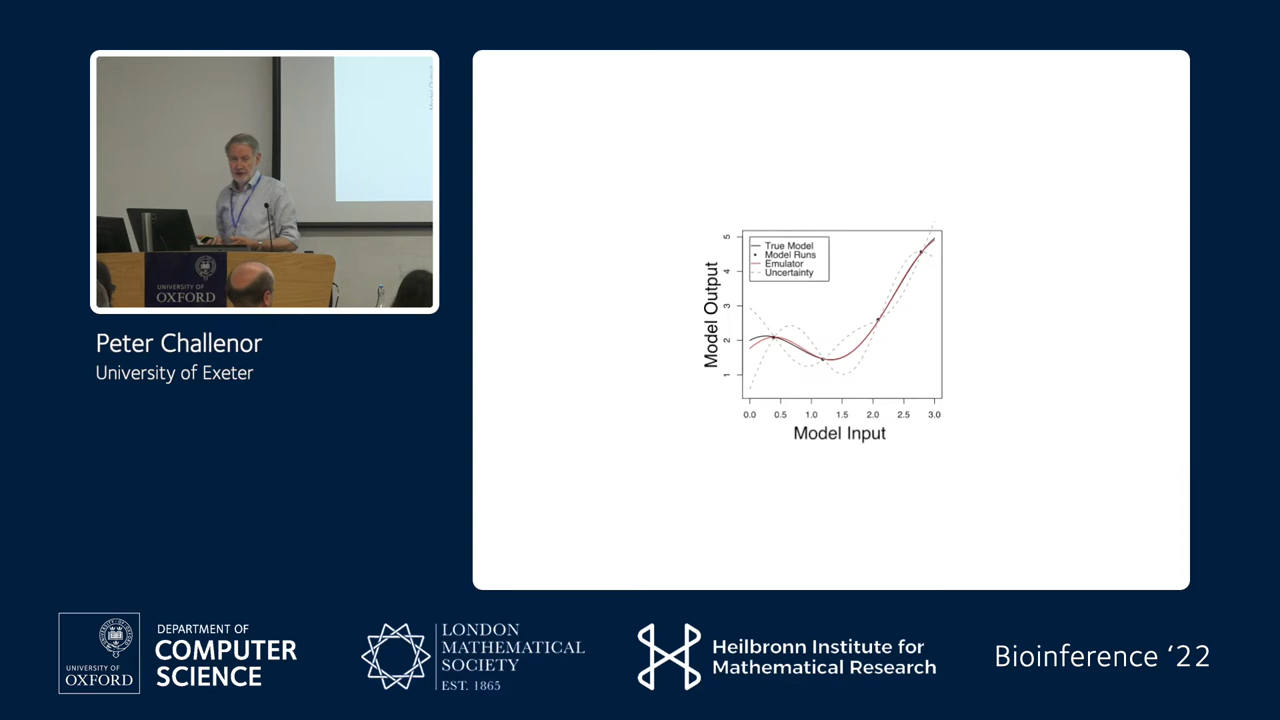 UNIVERSITY OF
OXFORD
Peter Challenor
University of Exeter
5
4
3
2
1
Model Output
True Model
Model Runs
Emulator
Uncertainty
0.0 0.5 1.0 1.5 2.0 2.5 3.0
Model Input
UNIVERSITY OF
OXFORD
DEPARTMENT OF
COMPUTER
SCIENCE
LONDON
MATHEMATICAL
SOCIETY
EST. 1865
Heilbronn Institute for
Mathematical Research
Bioinference ‘22